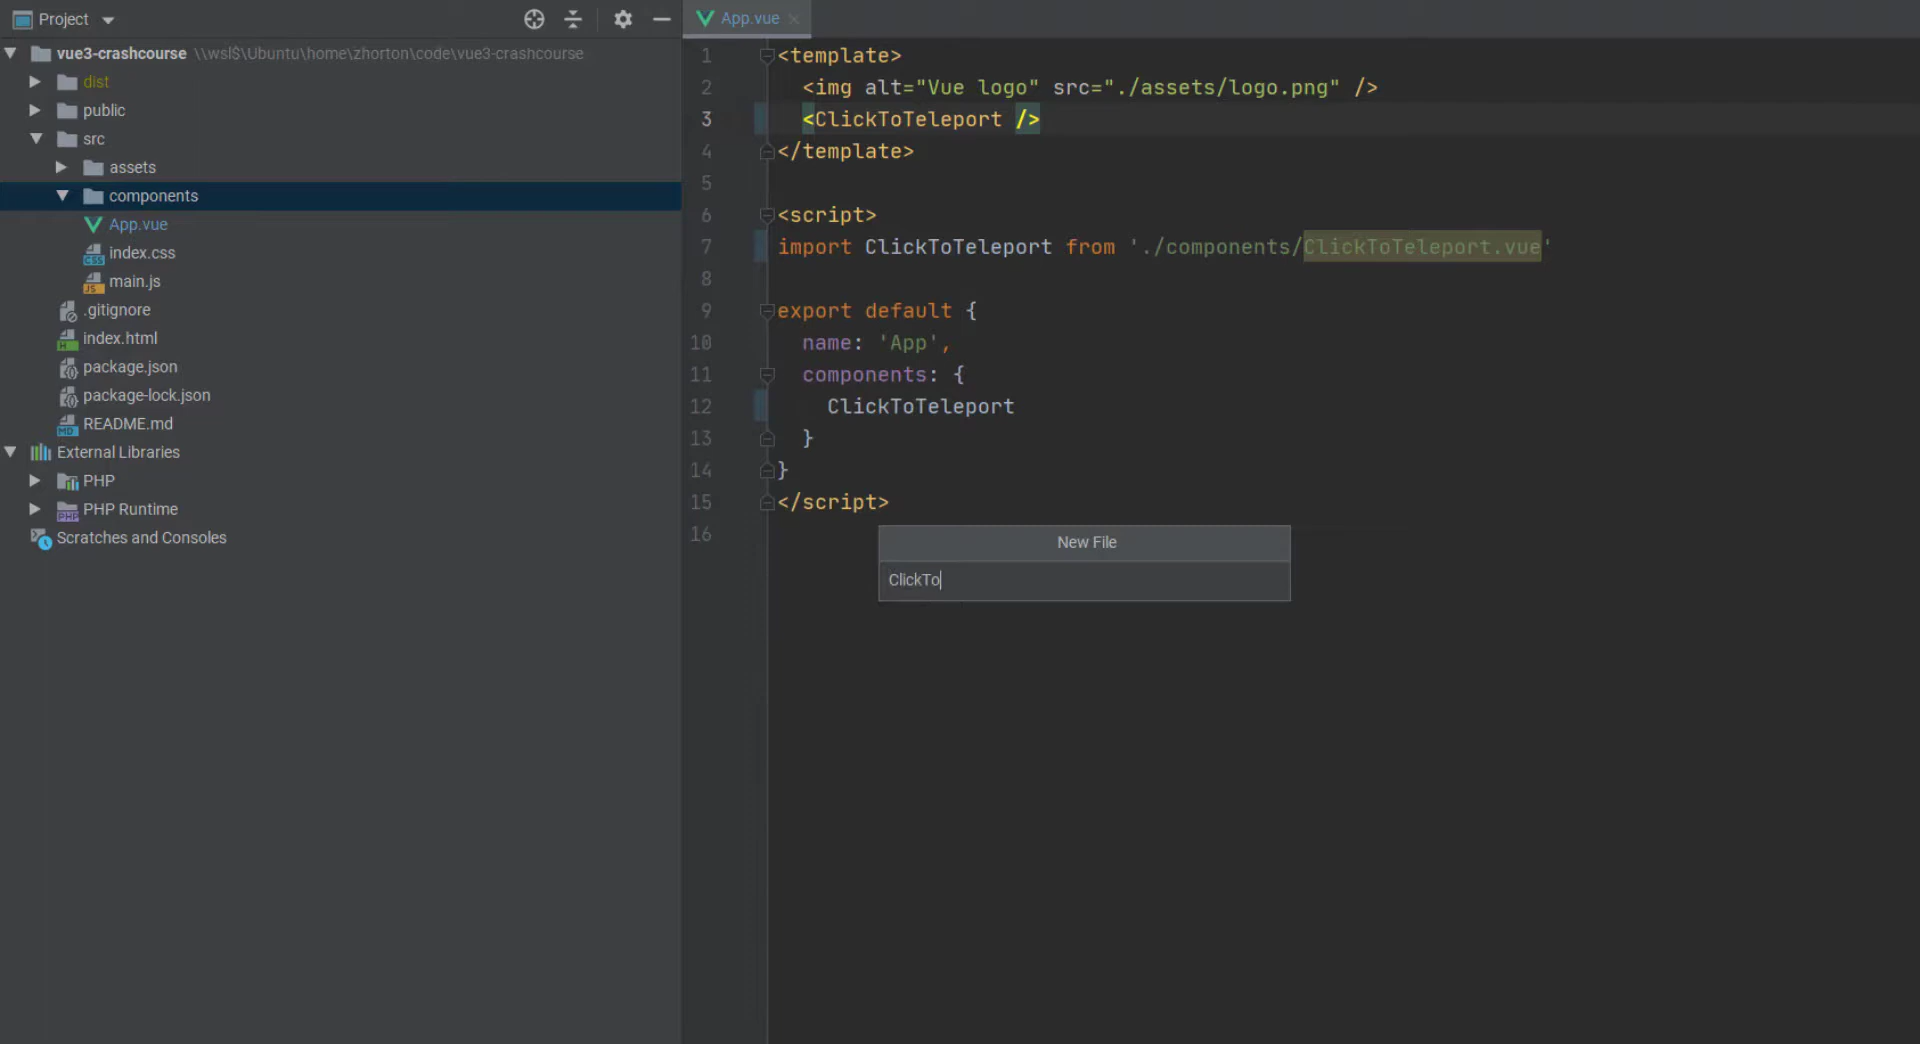 Project
vue3-crashcourse \\wsl$\Ubuntu\home\zhorton\code\vue3-crashcourse
dist
public
src
assets
components
App.vue
index.css
main.js
.gitignore
index.html
package.json
package-lock.json
README.md
External Libraries
PHP
PHP Runtime
Scratches and Consoles
App.vue
1 <template>
2 <img alt="Vue logo" src="./assets/logo.png" />
3 <ClickToTeleport />
4 </template>
5
6 <script>
7 import ClickToTeleport from './components/ClickToTeleport.vue'
8
9 export default {
10 name: 'App',
11 components: {
12 ClickToTeleport
13 }
14 }
15 </script>
16
New File
ClickTo